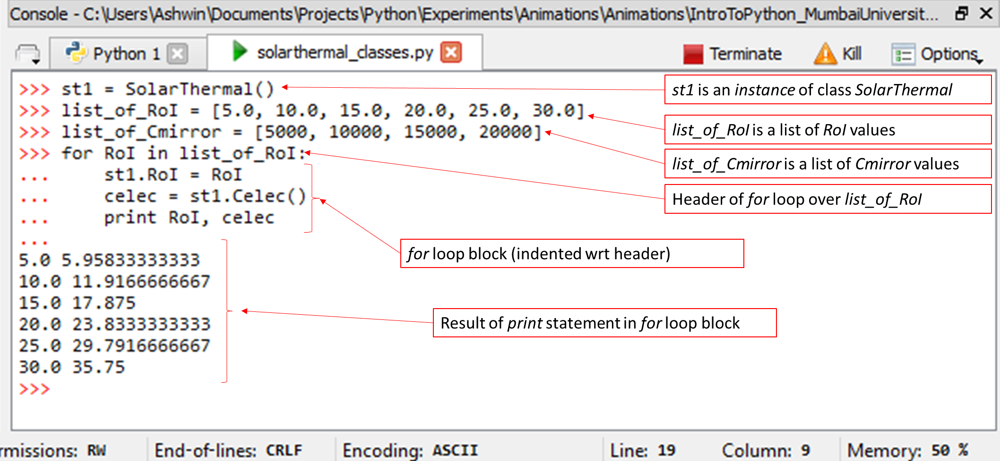 Console - C:\Users\Ashwin\Documents\Projects\Python\Experiments\Animations\Animations\IntroToPython_MumbaiUniversit...
Python 1
solarthermal_classes.py
Terminate
Kill
Options
>>> st1 = SolarThermal()
st1 is an instance of class SolarThermal
>>> list_of_RoI = [5.0, 10.0, 15.0, 20.0, 25.0, 30.0]
list_of_RoI is a list of RoI values
>>> list_of_Cmirror = [5000, 10000, 15000, 20000]
list_of_Cmirror is a list of Cmirror values
>>> for RoI in list_of_RoI:
Header of for loop over list_of_RoI
...     st1.RoI = RoI
...     celec = st1.Celec()
...     print RoI, celec
...
for loop block (indented wrt header)
5.0 5.95833333333
10.0 11.9166666667
15.0 17.875
20.0 23.8333333333
25.0 29.7916666667
30.0 35.75
Result of print statement in for loop block
>>>
rmissions: RW
End-of-lines: CRLF
Encoding: ASCII
Line: 19
Column: 9
Memory: 50 %